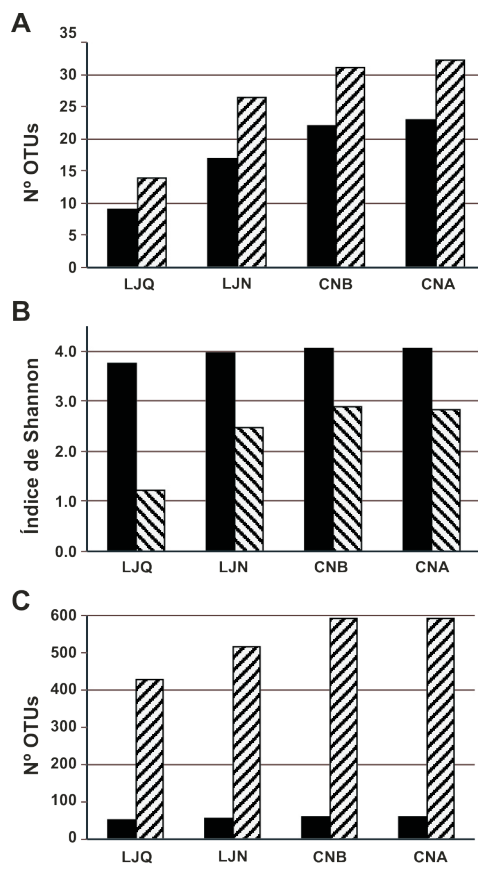 A
Nº OTUs
35
30
25
20
15
10
5
0
LJQ LJN CNB CNA
B
Índice de Shannon
4.0
3.0
2.0
1.0
0.0
LJQ LJN CNB CNA
C
Nº OTUs
600
500
400
300
200
100
0
LJQ LJN CNB CNA